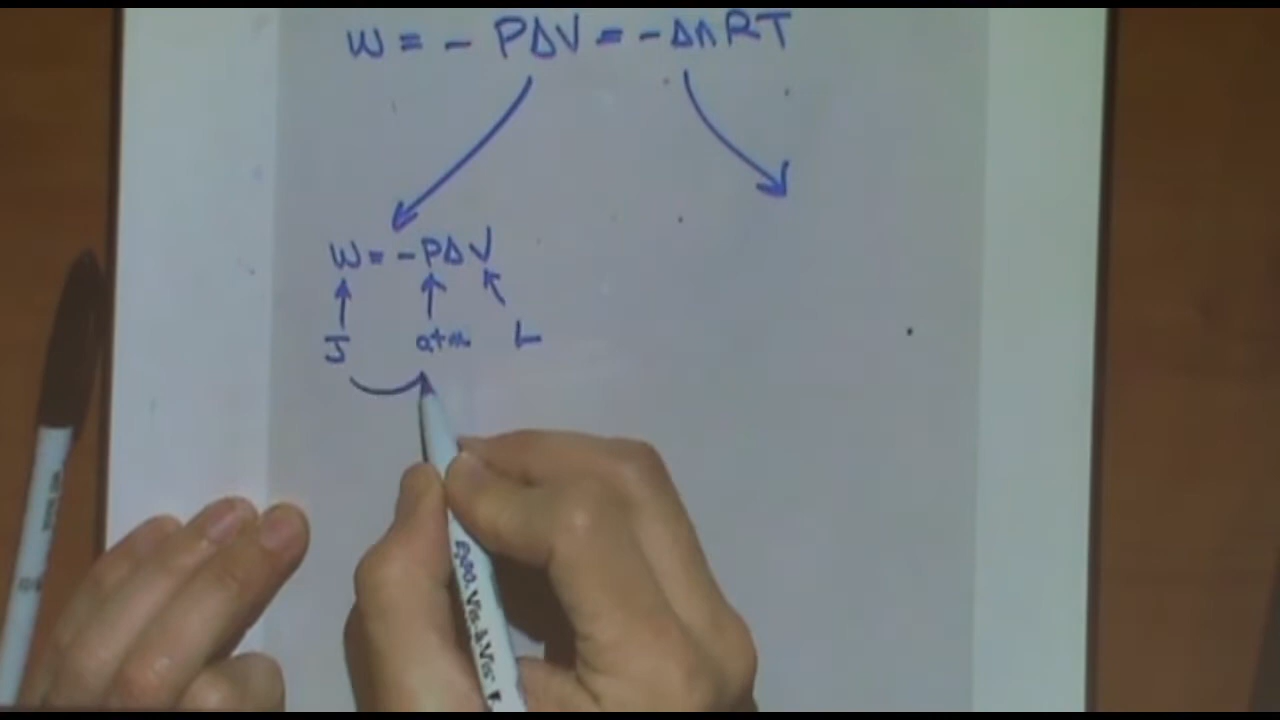 W = - PΔV = - ΔnRT
W = - PΔV
J atm L